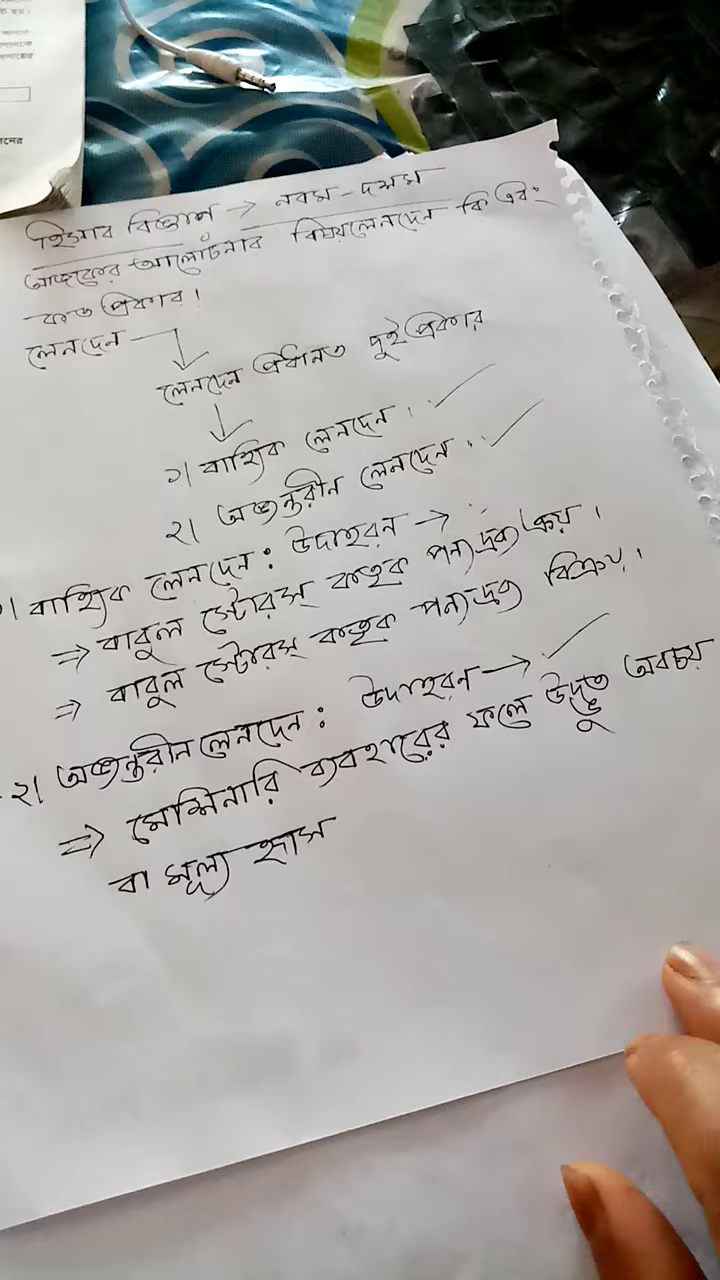 হিসাব বিজ্ঞান → নবম - দশম
আজকের আলোচনার বিষয়লেনদেন কি এবং
কত প্রকার।
লেনদেন →
লেনদেন প্রধানত দুই প্রকার
১। বাহ্যিক লেনদেন।
২। অভ্যন্তরীন লেনদেন।
১। বাহ্যিক লেনদেন : উদাহরন →
⇒ বাবুল স্টোরস্ কতৃক পন্যদ্রব্য ক্রয়।
⇒ বাবুল স্টোরস্ কতৃক পন্যদ্রব্য বিক্রয়।
২। অভ্যন্তরীন লেনদেন : উদাহরন →
⇒ মেশিনারি ব্যবহারের ফলে উদ্ভুত অবচয়
বা মূল্য হ্রাস